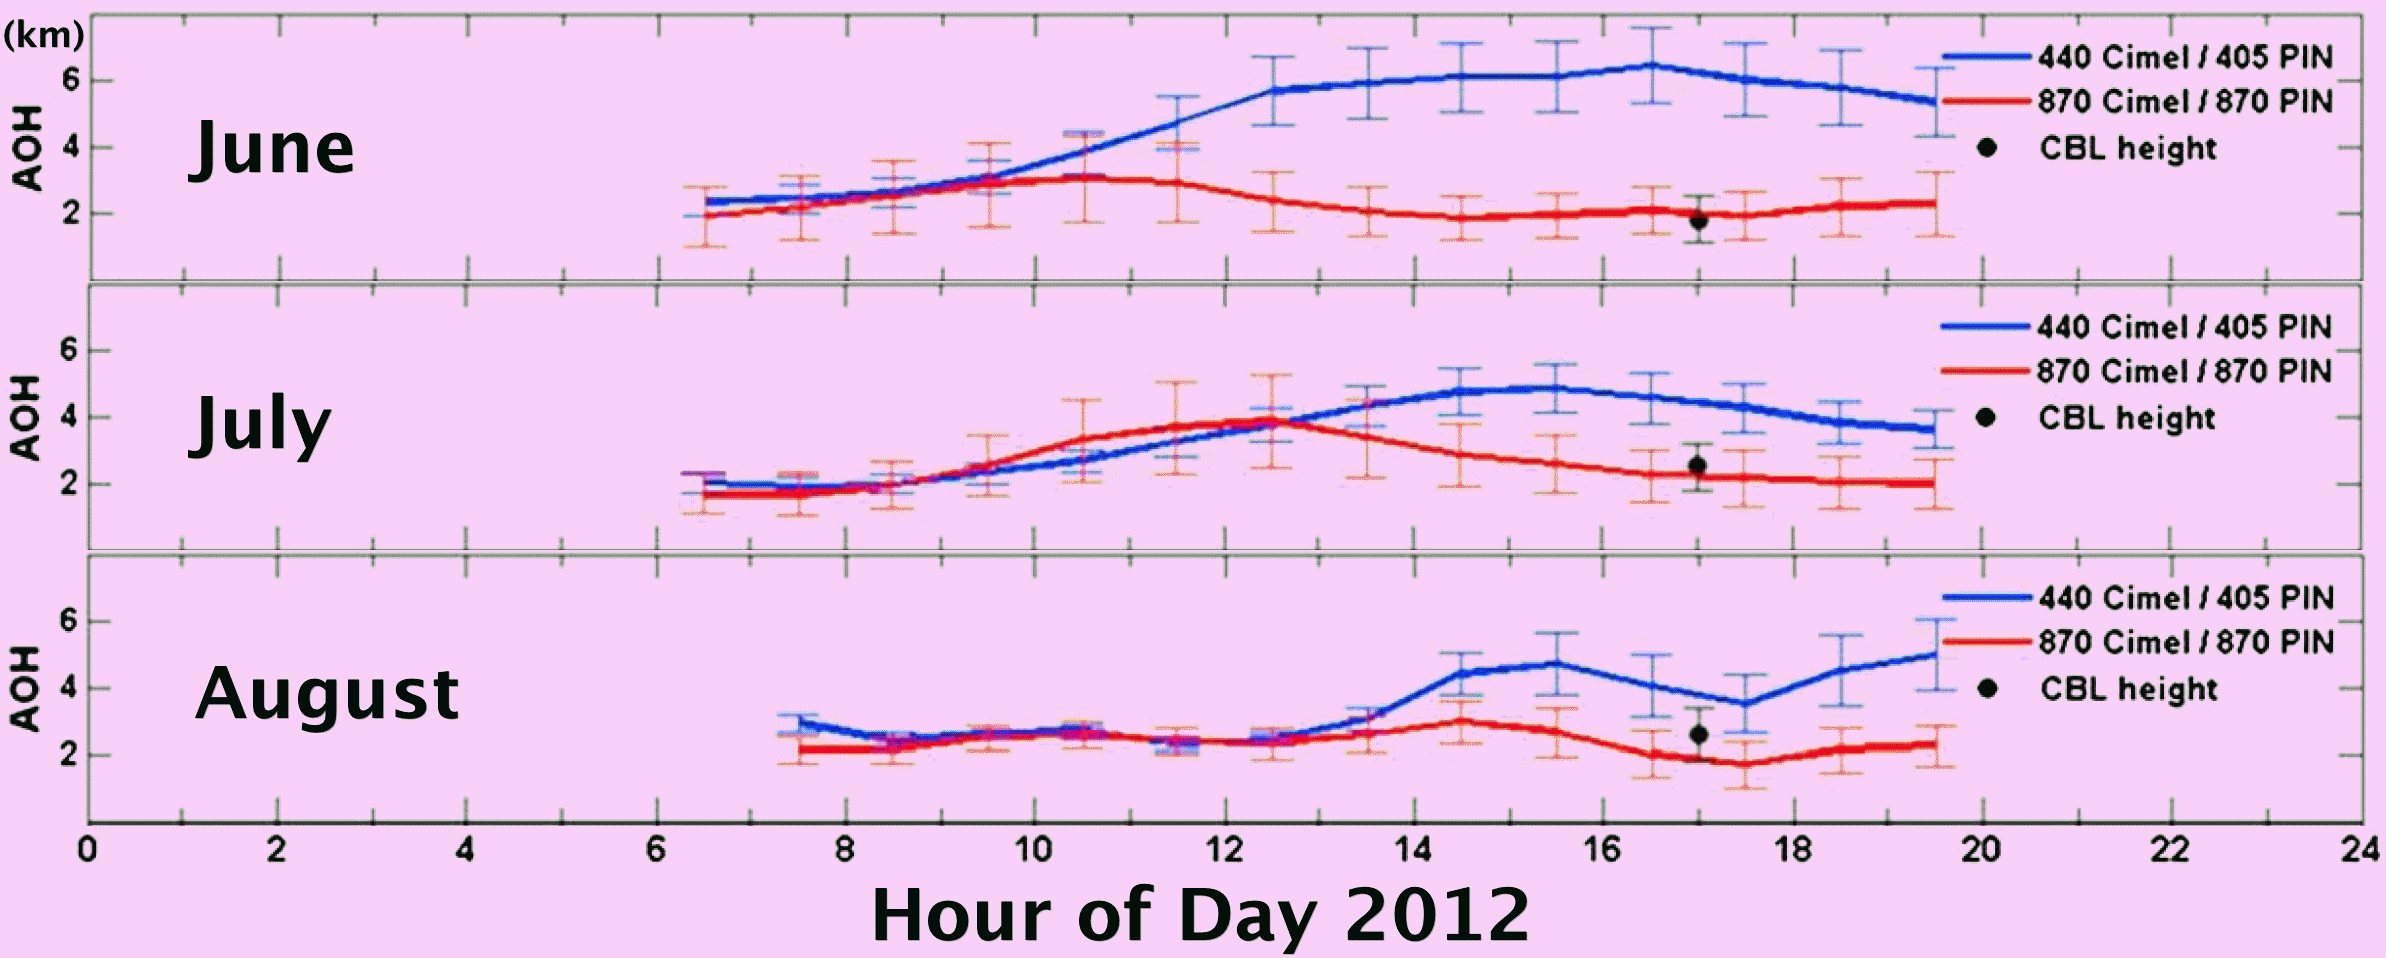 (km)
6
4
2
AOH
June
440 Cimel / 405 PIN
870 Cimel / 870 PIN
CBL height
6
4
2
AOH
July
440 Cimel / 405 PIN
870 Cimel / 870 PIN
CBL height
6
4
2
AOH
August
440 Cimel / 405 PIN
870 Cimel / 870 PIN
CBL height
0 2 4 6 8 10 12 14 16 18 20 22 24
Hour of Day 2012